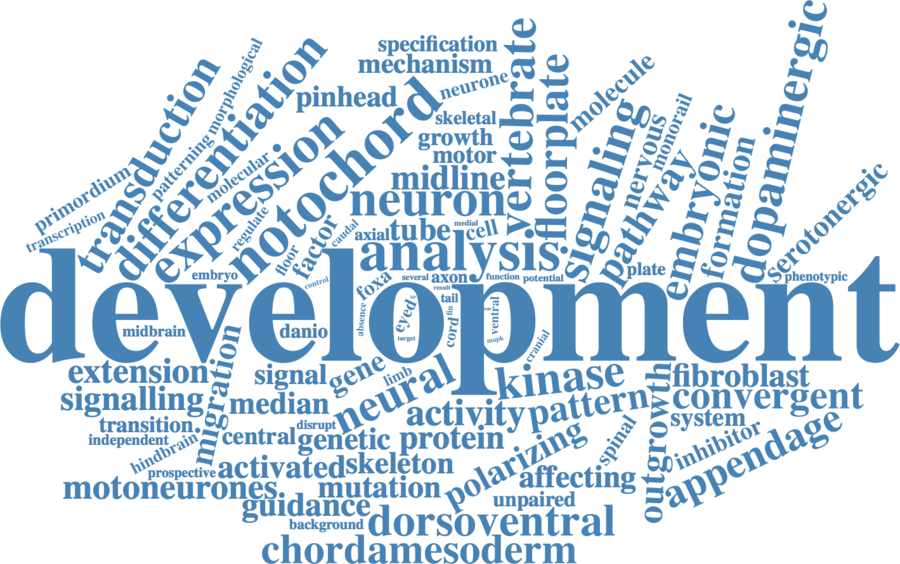 specification
mechanism
neurone
pinhead
vertebrate
floorplate
molecule
dopaminergic
morphological
patterning
transduction
differentiation
primordium
transcription
molecular
regulate
expression
notochord
skeletal
growth
motor
midline
neuron
signaling
nervous
monorail
pathway
embryonic
formation
serotonergic
floor
factor
caudal
axial
tube
medial
cell
analysis
embryo
control
foxa
several
axon
function
potential
plate
phenotypic
result
development
midbrain
danio
absence
eyed
c
target
tail
fin
cord
ventral
mapk
cranial
extension
signalling
transition
independent
hindbrain
prospective
migration
signal
gene
limb
median
neural
kinase
fibroblast
convergent
activity
pattern
outgrowth
system
inhibitor
appendage
disrupt
central
genetic
protein
polarizing
spinal
activated
skeleton
affecting
motoneurones
mutation
unpaired
guidance
background
dorsoventral
chordamesoderm